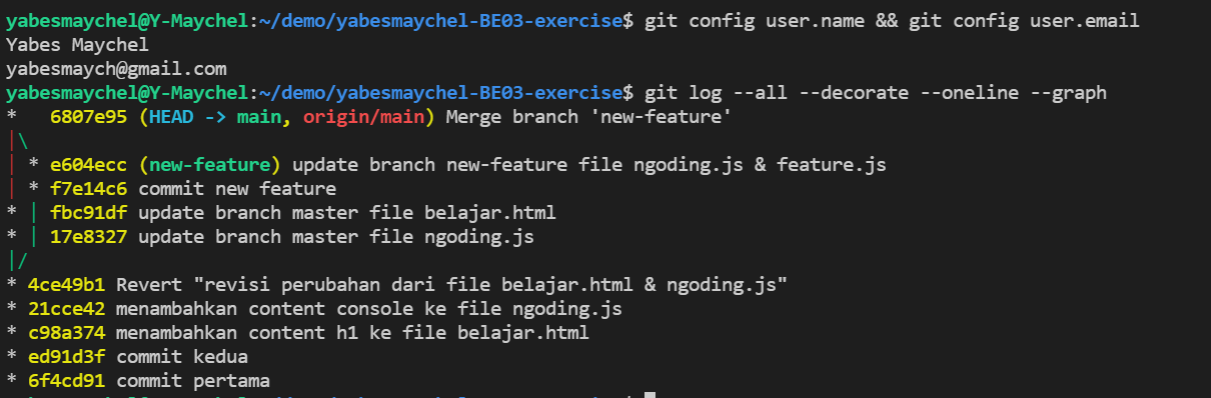 yabesmaychel@Y-Maychel:~/demo/yabesmaychel-BE03-exercise$ git config user.name && git config user.email
Yabes Maychel
yabesmaych@gmail.com
yabesmaychel@Y-Maychel:~/demo/yabesmaychel-BE03-exercise$ git log --all --decorate --oneline --graph
*   6807e95 (HEAD -> main, origin/main) Merge branch 'new-feature'
|\
| * e604ecc (new-feature) update branch new-feature file ngoding.js & feature.js
| * f7e14c6 commit new feature
* | fbc91df update branch master file belajar.html
* | 17e8327 update branch master file ngoding.js
|/
* 4ce49b1 Revert "revisi perubahan dari file belajar.html & ngoding.js"
* 21cce42 menambahkan content console ke file ngoding.js
* c98a374 menambahkan content h1 ke file belajar.html
* ed91d3f commit kedua
* 6f4cd91 commit pertama